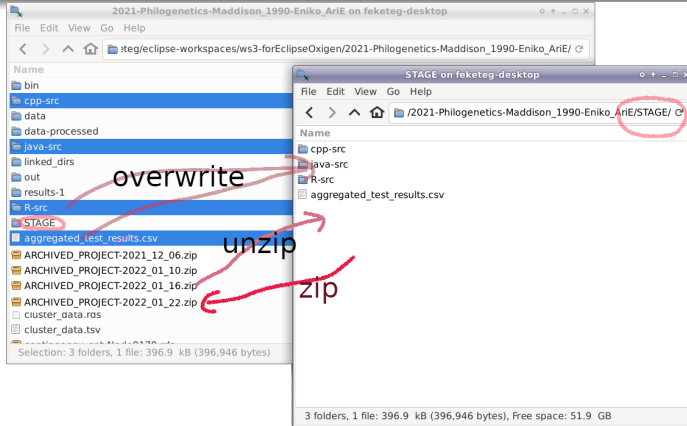 2021-Philogenetics-Maddison_1990-Eniko_AriE on feketeg-desktop
File Edit View Go Help
teg/eclipse-workspaces/ws3-forEclipseOxigen/2021-Philogenetics-Maddison_1990-Eniko_AriE/
Name
bin
cpp-src
data
data-processed
java-src
linked_dirs
out
results-1
R-src
STAGE
aggregated_test_results.csv
ARCHIVED_PROJECT-2021_12_06.zip
ARCHIVED_PROJECT-2022_01_10.zip
ARCHIVED_PROJECT-2022_01_16.zip
ARCHIVED_PROJECT-2022_01_22.zip
cluster_data.rds
cluster_data.tsv
Selection: 3 folders, 1 file: 396.9 kB (396,946 bytes)
overwrite
unzip
zip
STAGE on feketeg-desktop
File Edit View Go Help
/2021-Philogenetics-Maddison_1990-Eniko_AriE/STAGE/
Name
cpp-src
java-src
R-src
aggregated_test_results.csv
3 folders, 1 file: 396.9 kB (396,946 bytes), Free space: 51.9 GB